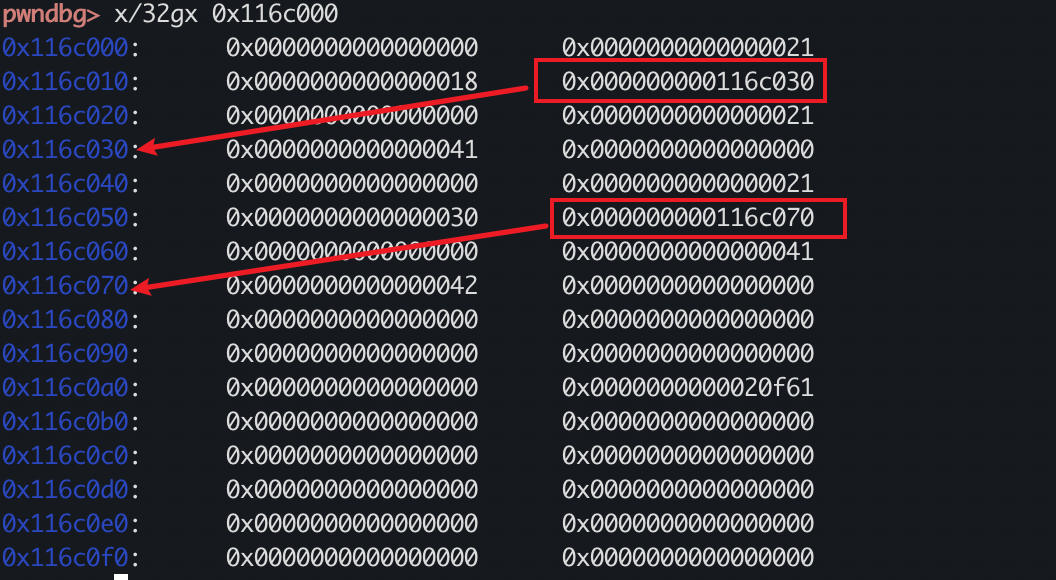 pwndbg> x/32gx 0x116c000
0x116c000: 0x0000000000000000 0x0000000000000021
0x116c010: 0x0000000000000018 0x000000000116c030
0x116c020: 0x0000000000000000 0x0000000000000021
0x116c030: 0x0000000000000041 0x0000000000000000
0x116c040: 0x0000000000000000 0x0000000000000021
0x116c050: 0x0000000000000030 0x000000000116c070
0x116c060: 0x0000000000000000 0x0000000000000041
0x116c070: 0x0000000000000042 0x0000000000000000
0x116c080: 0x0000000000000000 0x0000000000000000
0x116c090: 0x0000000000000000 0x0000000000000000
0x116c0a0: 0x0000000000000000 0x0000000000020f61
0x116c0b0: 0x0000000000000000 0x0000000000000000
0x116c0c0: 0x0000000000000000 0x0000000000000000
0x116c0d0: 0x0000000000000000 0x0000000000000000
0x116c0e0: 0x0000000000000000 0x0000000000000000
0x116c0f0: 0x0000000000000000 0x0000000000000000